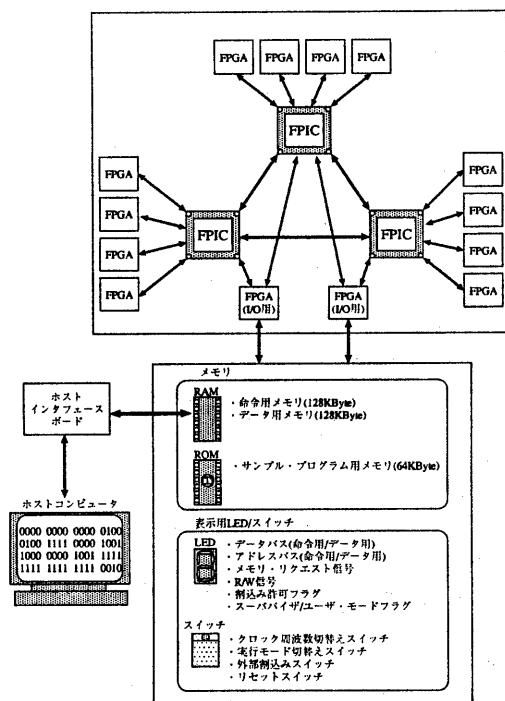 FPGA FPGA FPGA FPGA
FPIC
FPGA
FPGA
FPGA
FPGA
FPIC
FPIC
FPGA
FPGA
FPGA
FPGA
FPGA
(I/O用)
FPGA
(I/O用)
メモリ
RAM
・命令用メモリ(128KByte)
・データ用メモリ(128KByte)
ROM
・サンプル・プログラム用メモリ(64KByte)
ホスト
インタフェース
ボード
ホストコンピュータ
0000 0000 0000 0100
0100 1111 0000 1001
1000 0000 1001 1111
1111 1111 1111 0010
表示用LED/スイッチ
LED
・データバス(命令用/データ用)
・アドレスバス(命令用/データ用)
・メモリ・リクエスト信号
・R/W信号
・割込み許可フラグ
・スーパバイザ/ユーザ・モードフラグ
スイッチ
・クロック周波数切替えスイッチ
・実行モード切替えスイッチ
・外部割込みスイッチ
・リセットスイッチ